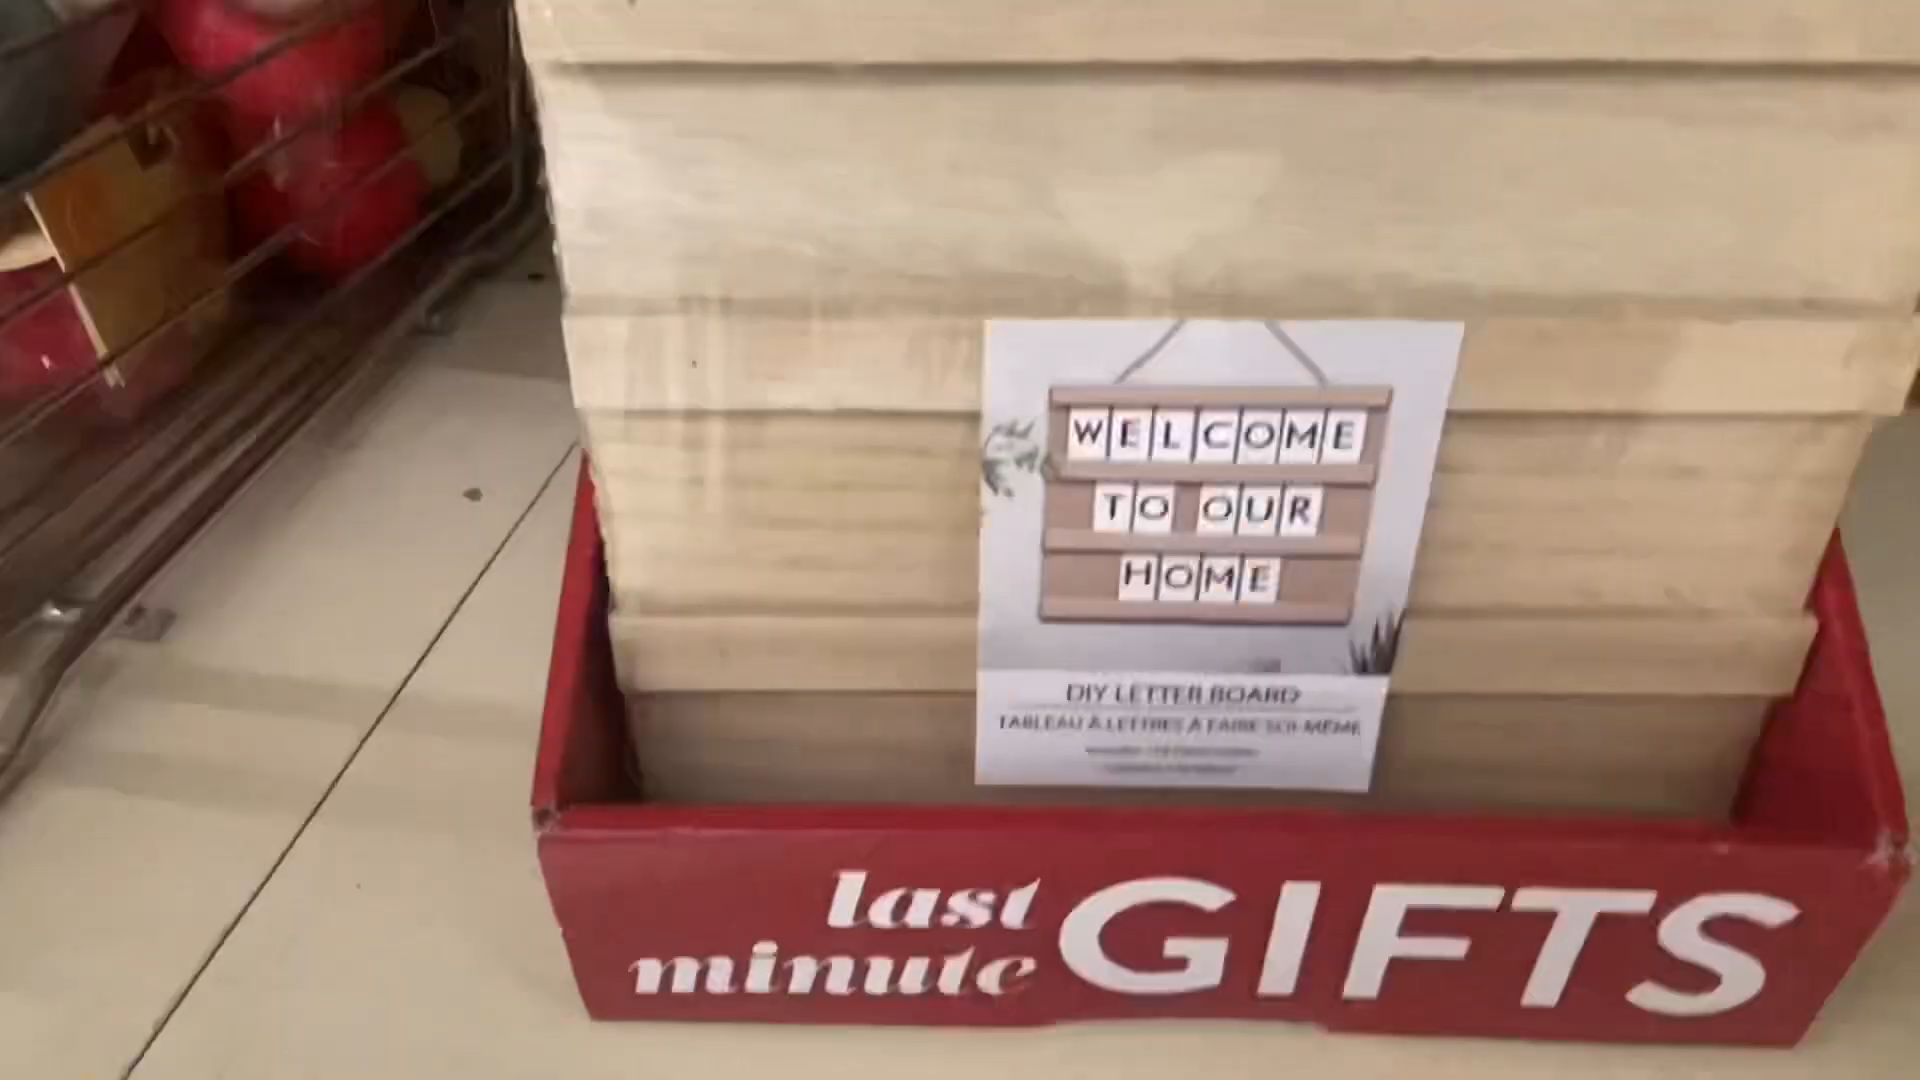 WELCOME
TO OUR
HOME
DIY LETTER BOARD
TABLEAU À LETTRES À FAIRE SOI-MÊME
last
minute
GIFTS